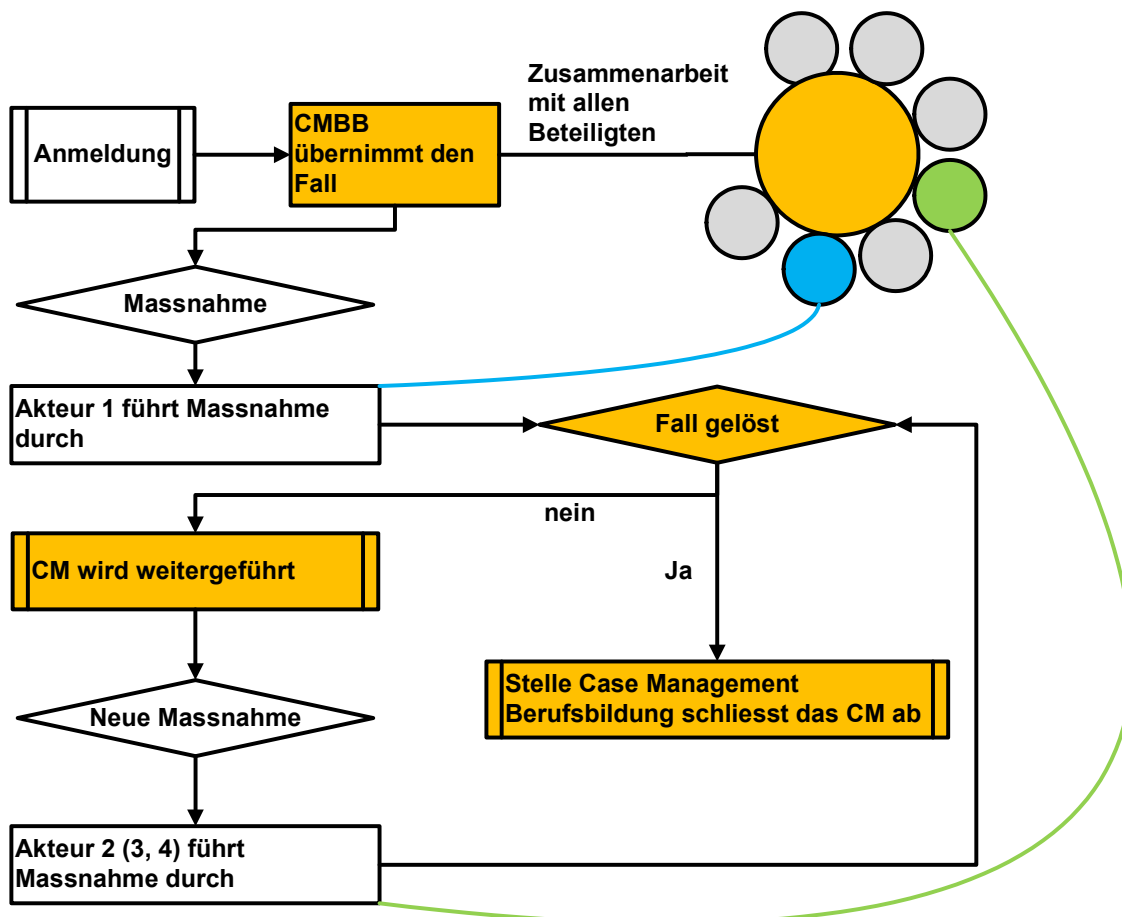 Zusammenarbeit
mit allen
Beteiligten
Anmeldung
CMBB
übernimmt den
Fall
Massnahme
Akteur 1 führt Massnahme
durch
Fall gelöst
nein
Ja
CM wird weitergeführt
Stelle Case Management
Berufsbildung schliesst das CM ab
Neue Massnahme
Akteur 2 (3, 4) führt
Massnahme durch